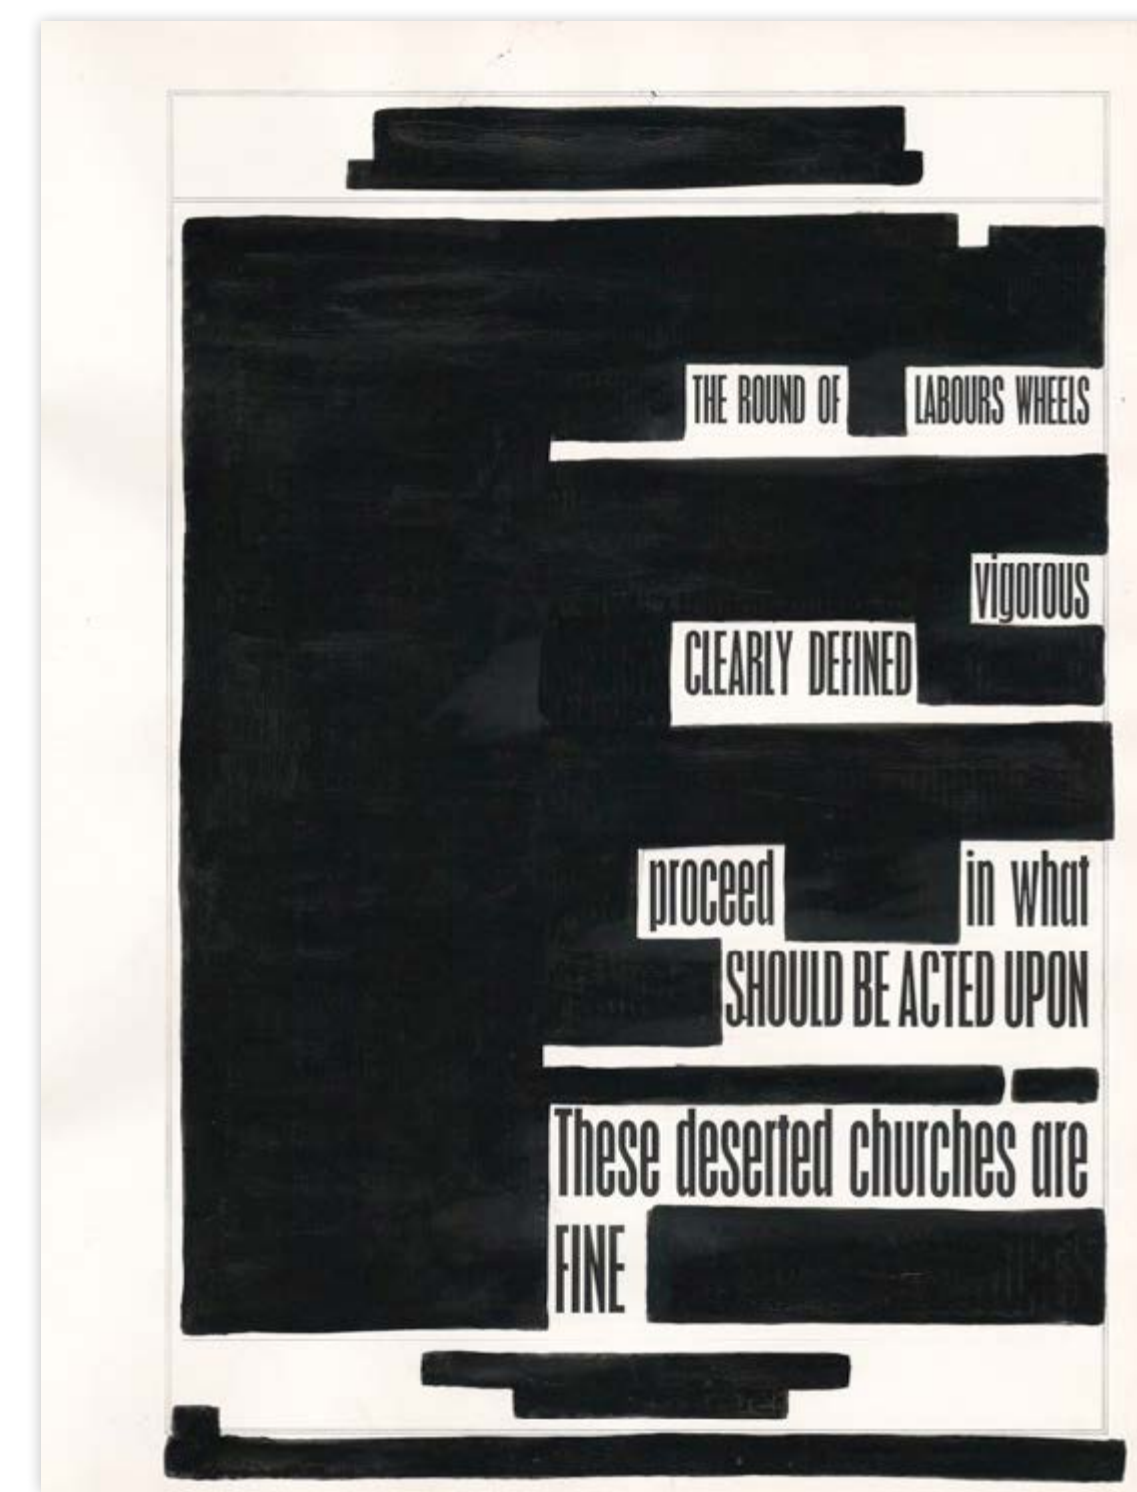 THE ROUND OF LABOURS WHEELS
vigorous
CLEARLY DEFINED
proceed in what
SHOULD BE ACTED UPON
These deserted churches are
FINE